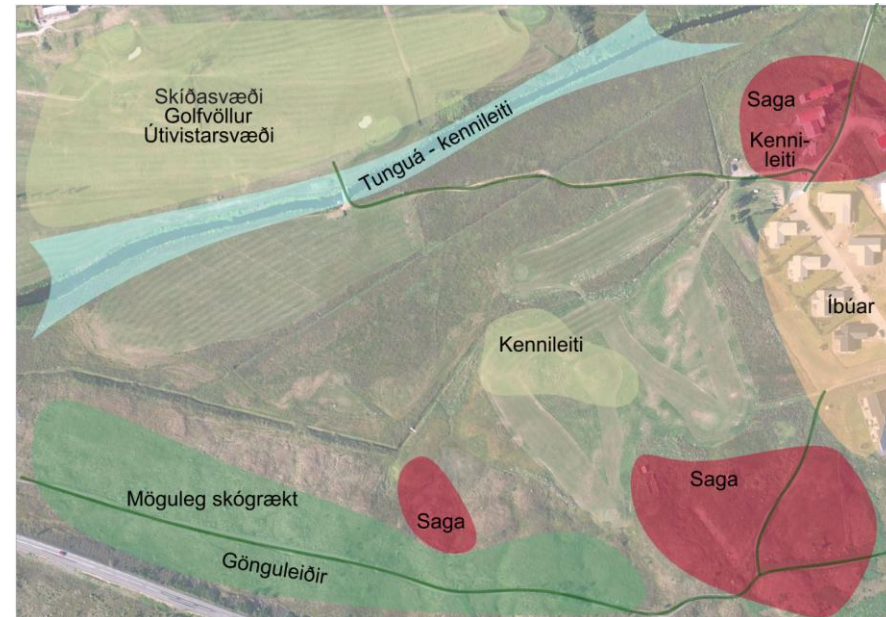 Skíðasvæði
Golfvöllur
Útivistarsvæði
Tunguá - kennileiti
Saga
Kenni-
leiti
Íbúar
Kennileiti
Saga
Möguleg skógrækt
Saga
Gönguleiðir